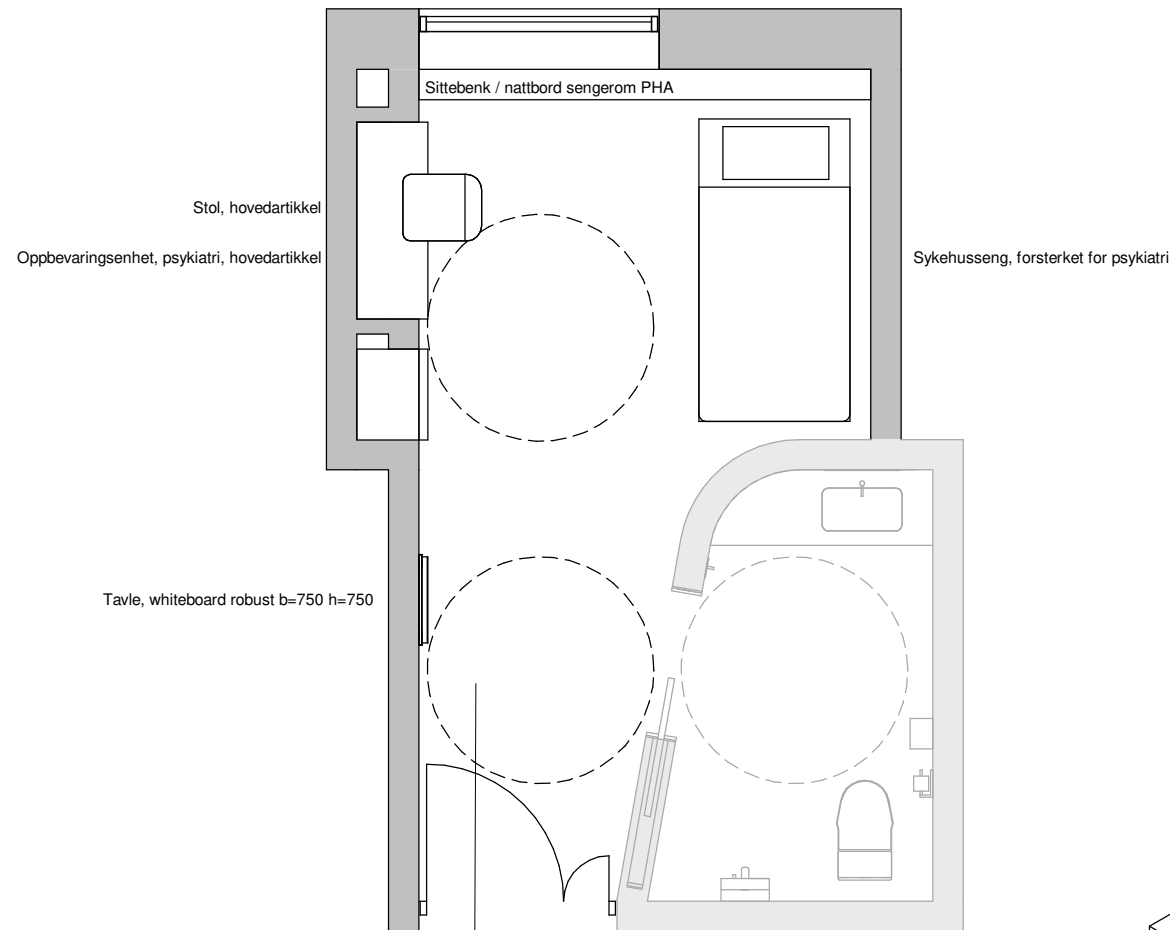 Sittebenk / nattbord sengerom PHA
Stol, hovedartikkel
Oppbevaringsenhet, psykiatri, hovedartikkel
Sykehusseng, forsterket for psykiatri
Tavle, whiteboard robust b=750 h=750